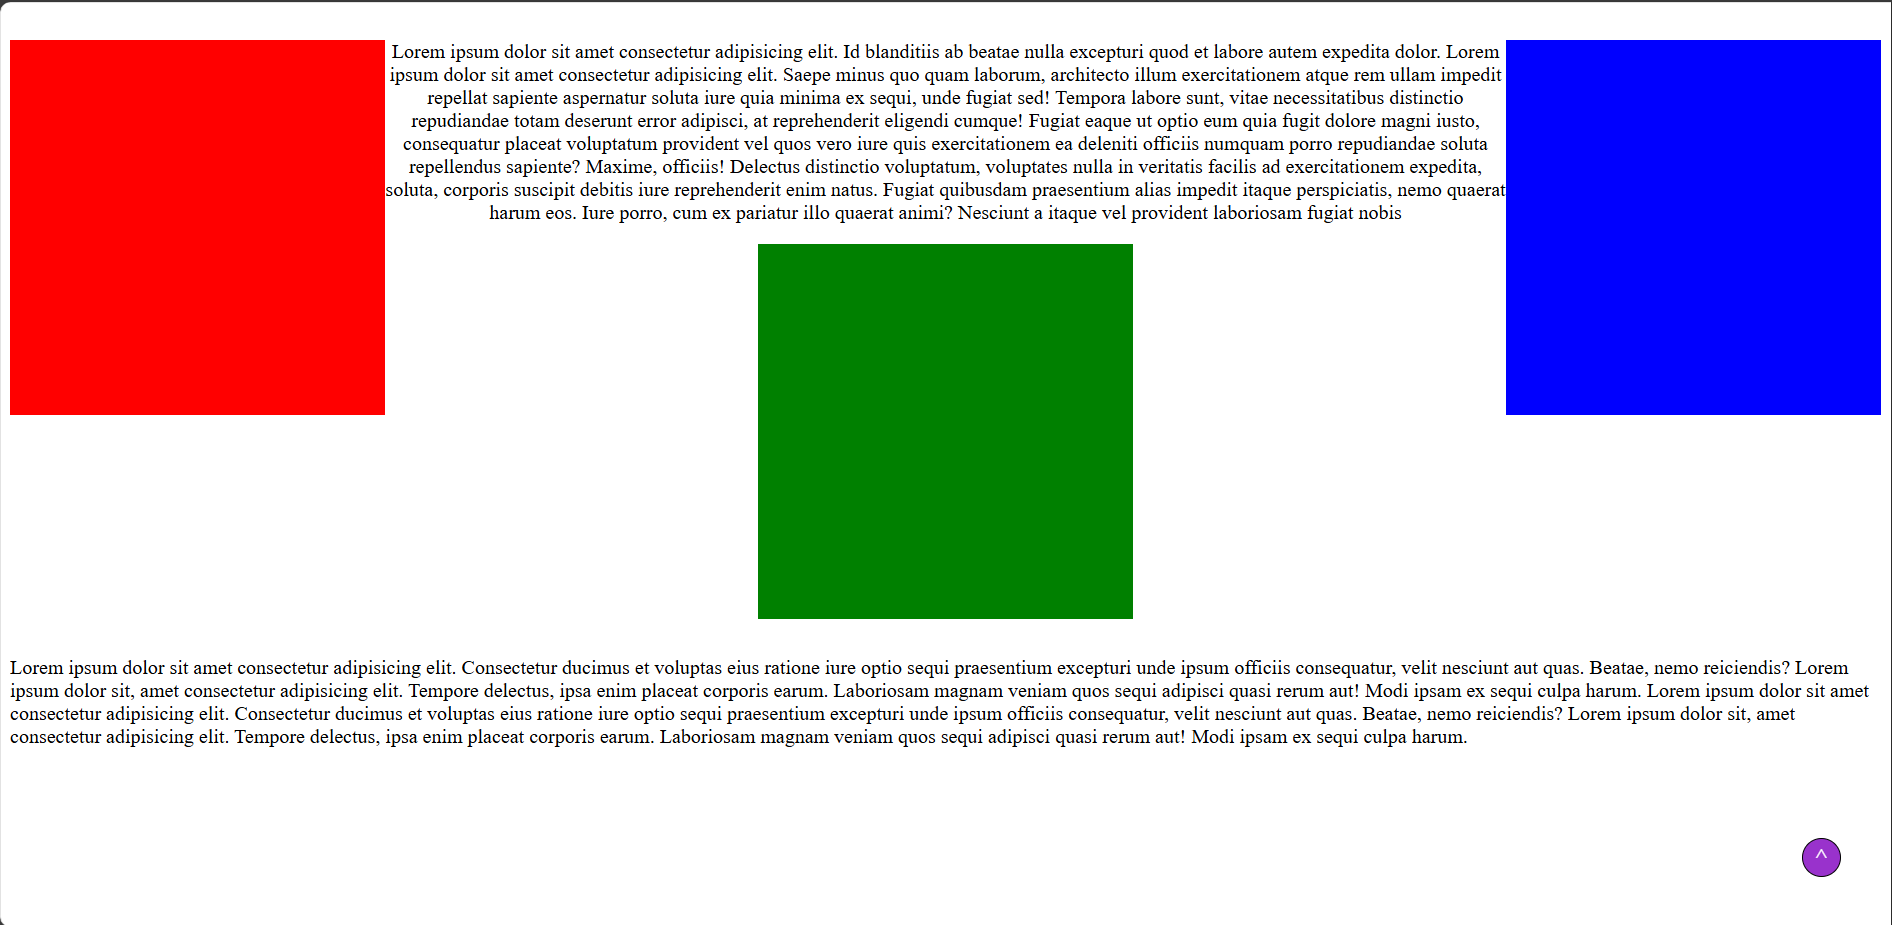 Lorem ipsum dolor sit amet consectetur adipisicing elit. Id blanditiis ab beatae nulla excepturi quod et labore autem expedita dolor. Lorem
ipsum dolor sit amet consectetur adipisicing elit. Saepe minus quo quam laborum, architecto illum exercitationem atque rem ullam impedit
repellat sapiente aspernatur soluta iure quia minima ex sequi, unde fugiat sed! Tempora labore sunt, vitae necessitatibus distinctio
repudiandae totam deserunt error adipisci, at reprehenderit eligendi cumque! Fugiat eaque ut optio eum quia fugit dolore magni iusto,
consequatur placeat voluptatum provident vel quos vero iure quis exercitationem ea deleniti officiis numquam porro repudiandae soluta
repellendus sapiente? Maxime, officiis! Delectus distinctio voluptatum, voluptates nulla in veritatis facilis ad exercitationem expedita,
soluta, corporis suscipit debitis iure reprehenderit enim natus. Fugiat quibusdam praesentium alias impedit itaque perspiciatis, nemo quaerat
harum eos. Iure porro, cum ex pariatur illo quaerat animi? Nesciunt a itaque vel provident laboriosam fugiat nobis
Lorem ipsum dolor sit amet consectetur adipisicing elit. Consectetur ducimus et voluptas eius ratione iure optio sequi praesentium excepturi unde ipsum officiis consequatur, velit nesciunt aut quas. Beatae, nemo reiciendis? Lorem
ipsum dolor sit, amet consectetur adipisicing elit. Tempore delectus, ipsa enim placeat corporis earum. Laboriosam magnam veniam quos sequi adipisci quasi rerum aut! Modi ipsam ex sequi culpa harum. Lorem ipsum dolor sit amet
consectetur adipisicing elit. Consectetur ducimus et voluptas eius ratione iure optio sequi praesentium excepturi unde ipsum officiis consequatur, velit nesciunt aut quas. Beatae, nemo reiciendis? Lorem ipsum dolor sit, amet
consectetur adipisicing elit. Tempore delectus, ipsa enim placeat corporis earum. Laboriosam magnam veniam quos sequi adipisci quasi rerum aut! Modi ipsam ex sequi culpa harum.
^